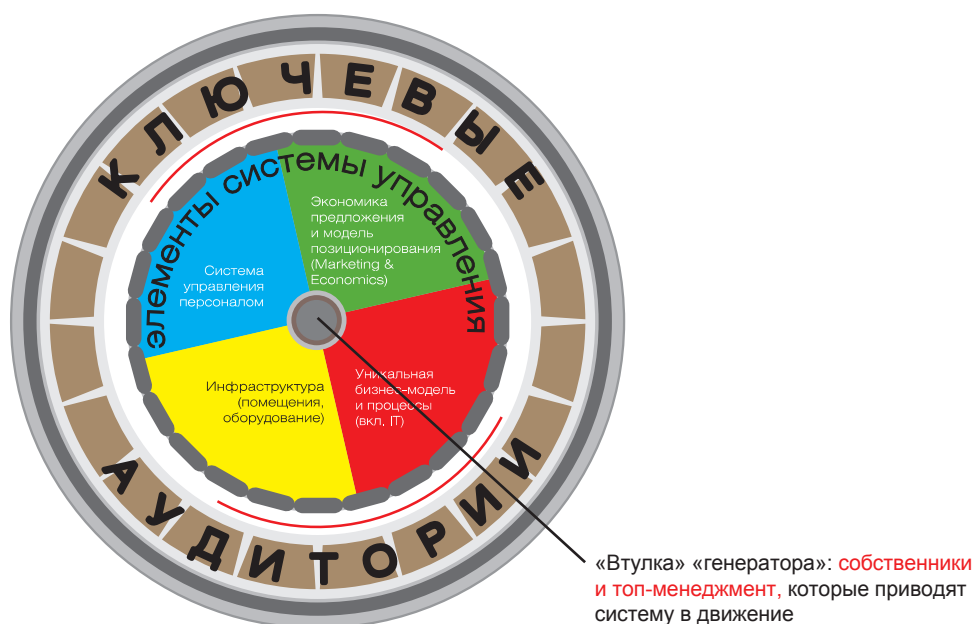 КЛЮЧЕВЫЕ
элементы системы управления
Экономика
предложения
и модель
позиционирования
(Marketing &
Economics)
Система
управления
персоналом
Инфраструктура
(помещения,
оборудование)
Уникальная
бизнес-модель
и процессы
(вкл. IT)
АУДИТОРИИ
«Втулка» «генератора»: собственники
и топ-менеджмент, которые приводят
систему в движение